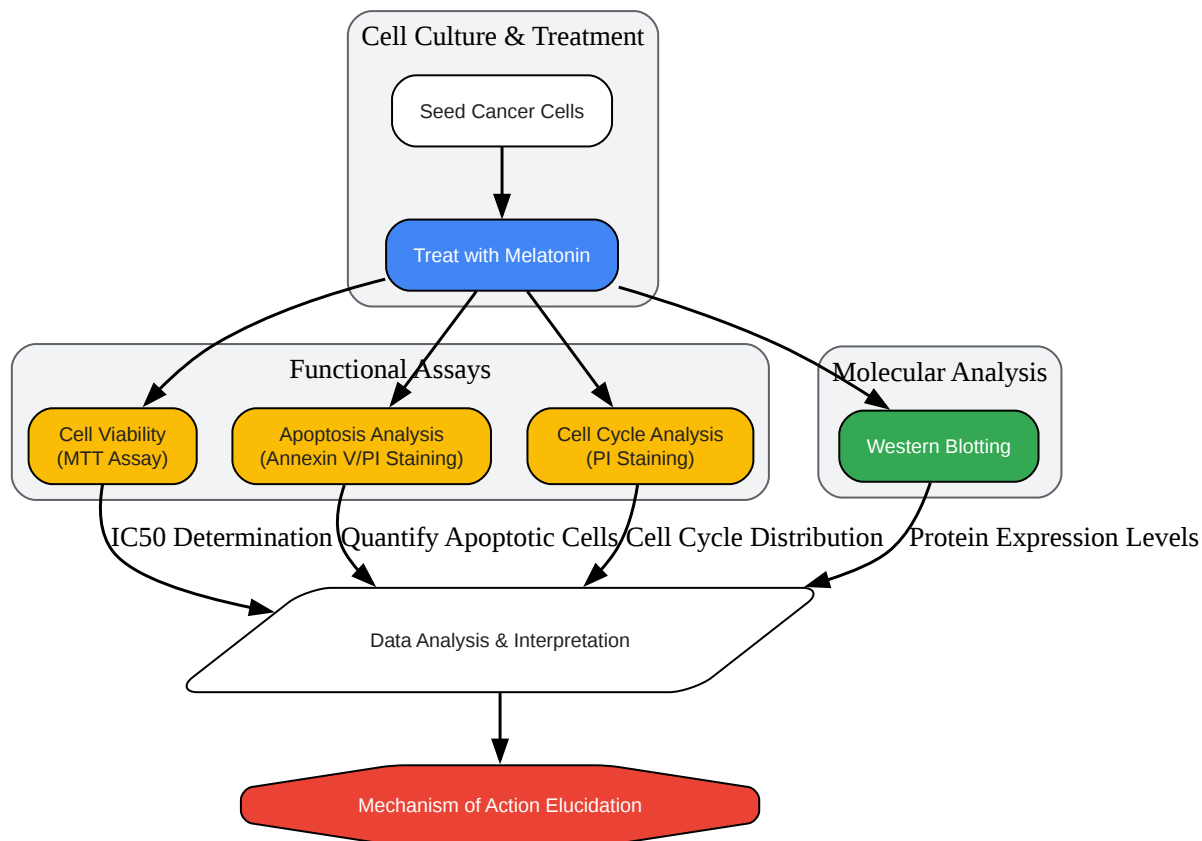 Cell Culture & Treatment
Seed Cancer Cells
Treat with Melatonin
Functional Assays
Molecular Analysis
Cell Viability
(MTT Assay)
Apoptosis Analysis
(Annexin V/PI Staining)
Cell Cycle Analysis
(PI Staining)
Western Blotting
IC50 Determination
Quantify Apoptotic Cells
Cell Cycle Distribution
Protein Expression Levels
Data Analysis & Interpretation
Mechanism of Action Elucidation